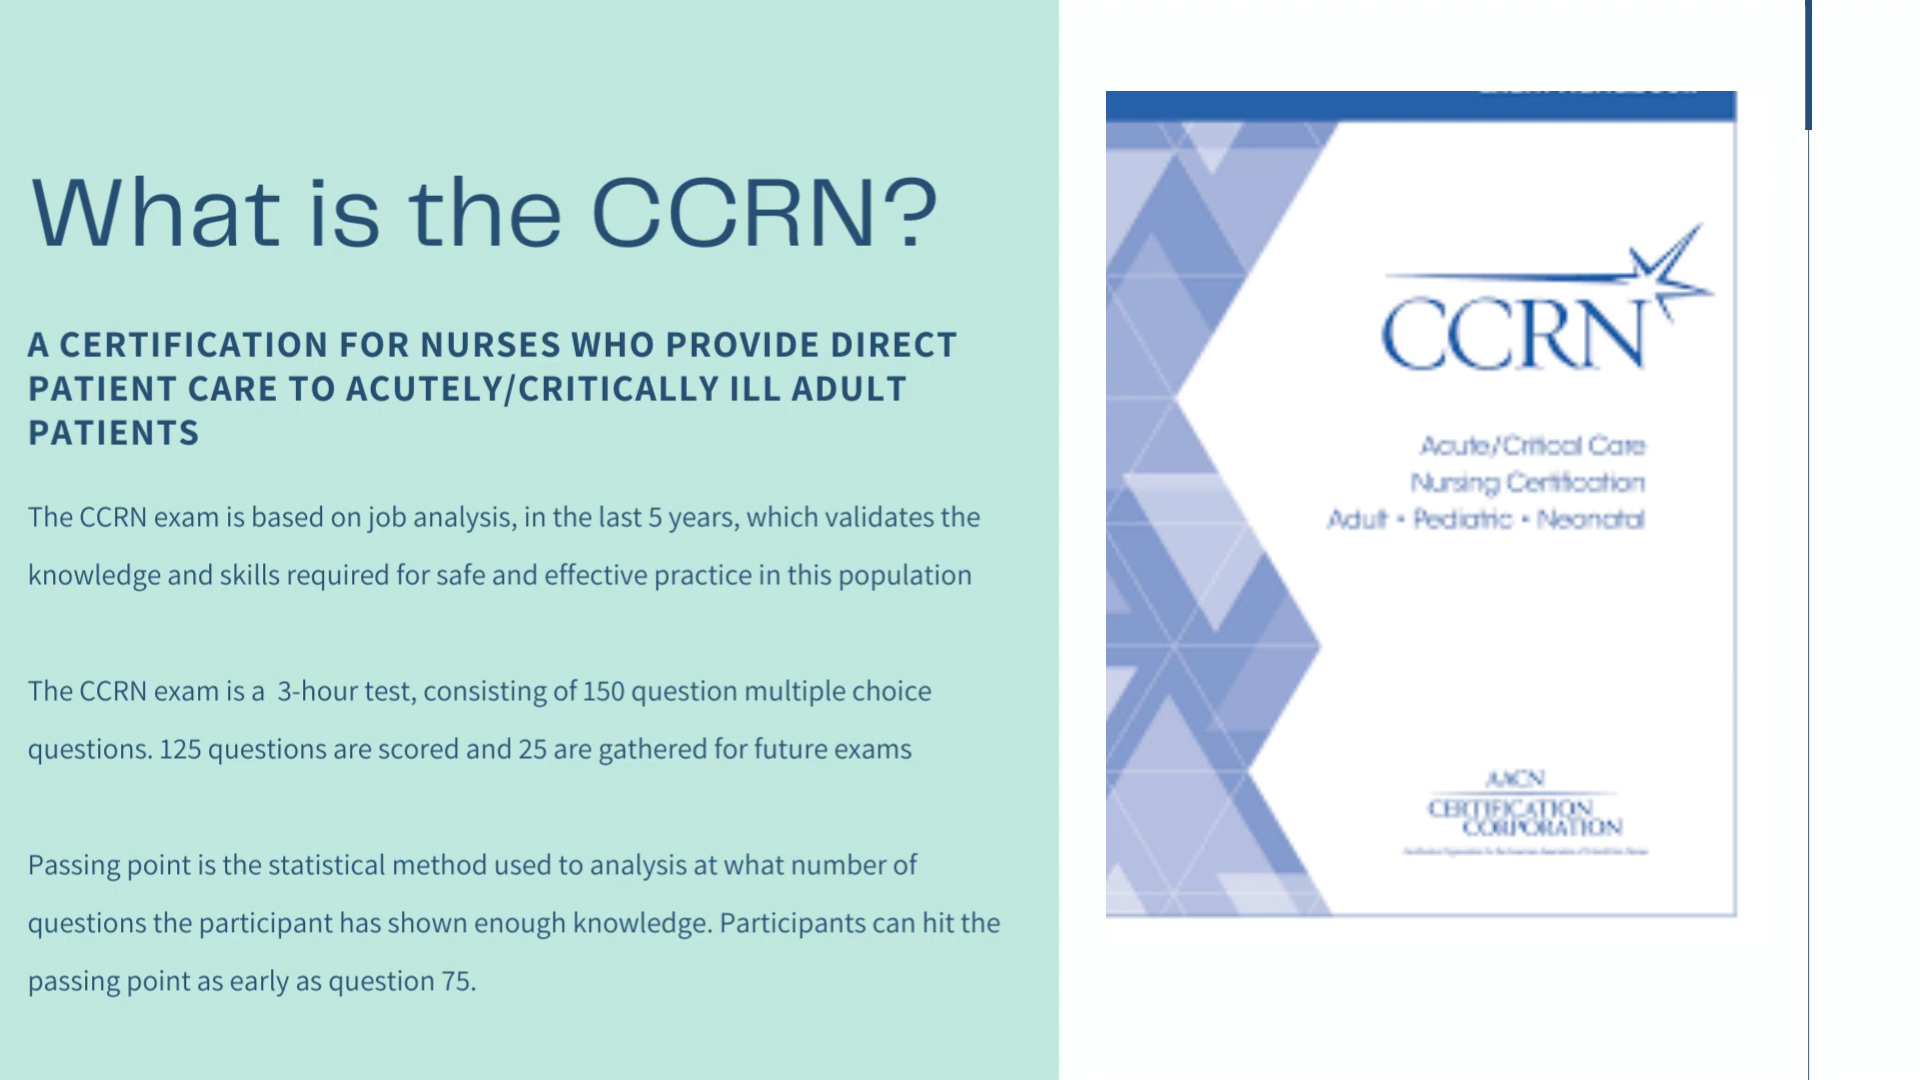 What is the CCRN?
A CERTIFICATION FOR NURSES WHO PROVIDE DIRECT
PATIENT CARE TO ACUTELY/CRITICALLY ILL ADULT
PATIENTS
The CCRN exam is based on job analysis, in the last 5 years, which validates the
knowledge and skills required for safe and effective practice in this population
The CCRN exam is a 3-hour test, consisting of 150 question multiple choice
questions. 125 questions are scored and 25 are gathered for future exams
Passing point is the statistical method used to analysis at what number of
questions the participant has shown enough knowledge. Participants can hit the
passing point as early as question 75.
CCRN
Acute/Critical Care
Nursing Certification
Adult • Pediatric • Neonatal
AACN
CERTIFICATION
CORPORATION